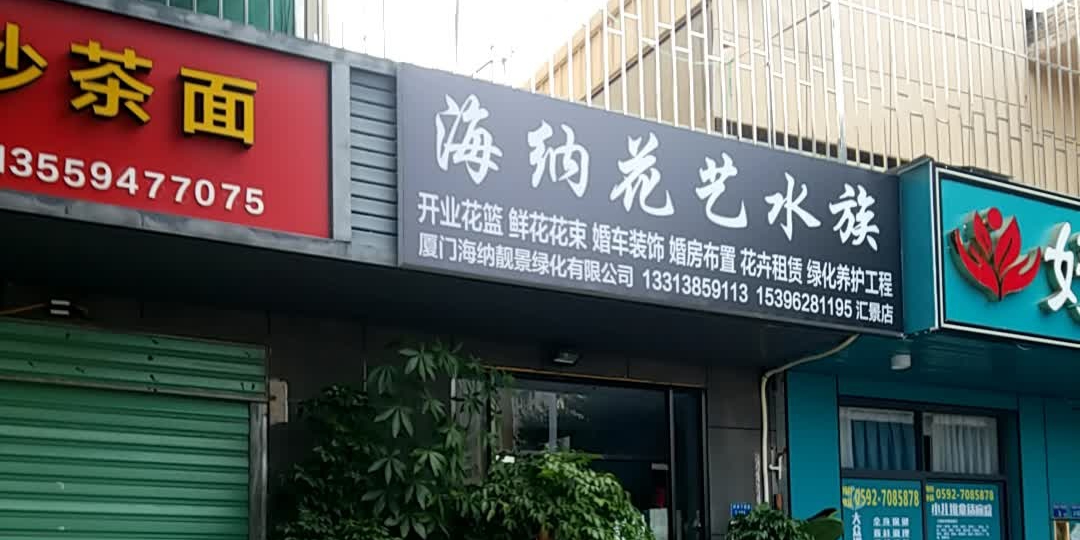 茶面
13559477075
海纳花艺水族
开业花篮 鲜花花束 婚车装饰 婚房布置 花卉租赁 绿化养护工程
厦门海纳靓景绿化有限公司 13313859113 15396281195 汇景店
0592-7085878
0592-7085878